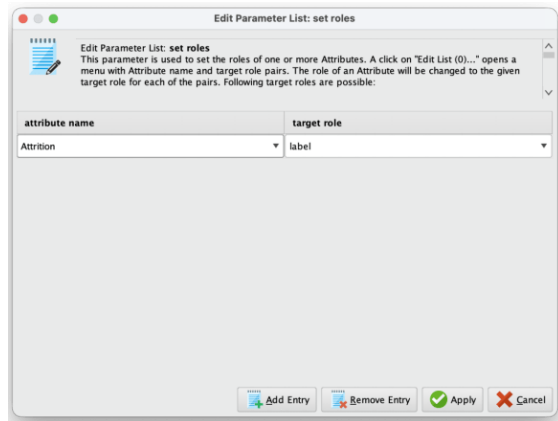 Edit Parameter List: set roles
Edit Parameter List: set roles
This parameter is used to set the roles of one or more Attributes. A click on "Edit List (0)..." opens a
menu with Attribute name and target role pairs. The role of an Attribute will be changed to the given
target role for each of the pairs. Following target roles are possible:
attribute name target role
Attrition label
Add Entry Remove Entry Apply Cancel